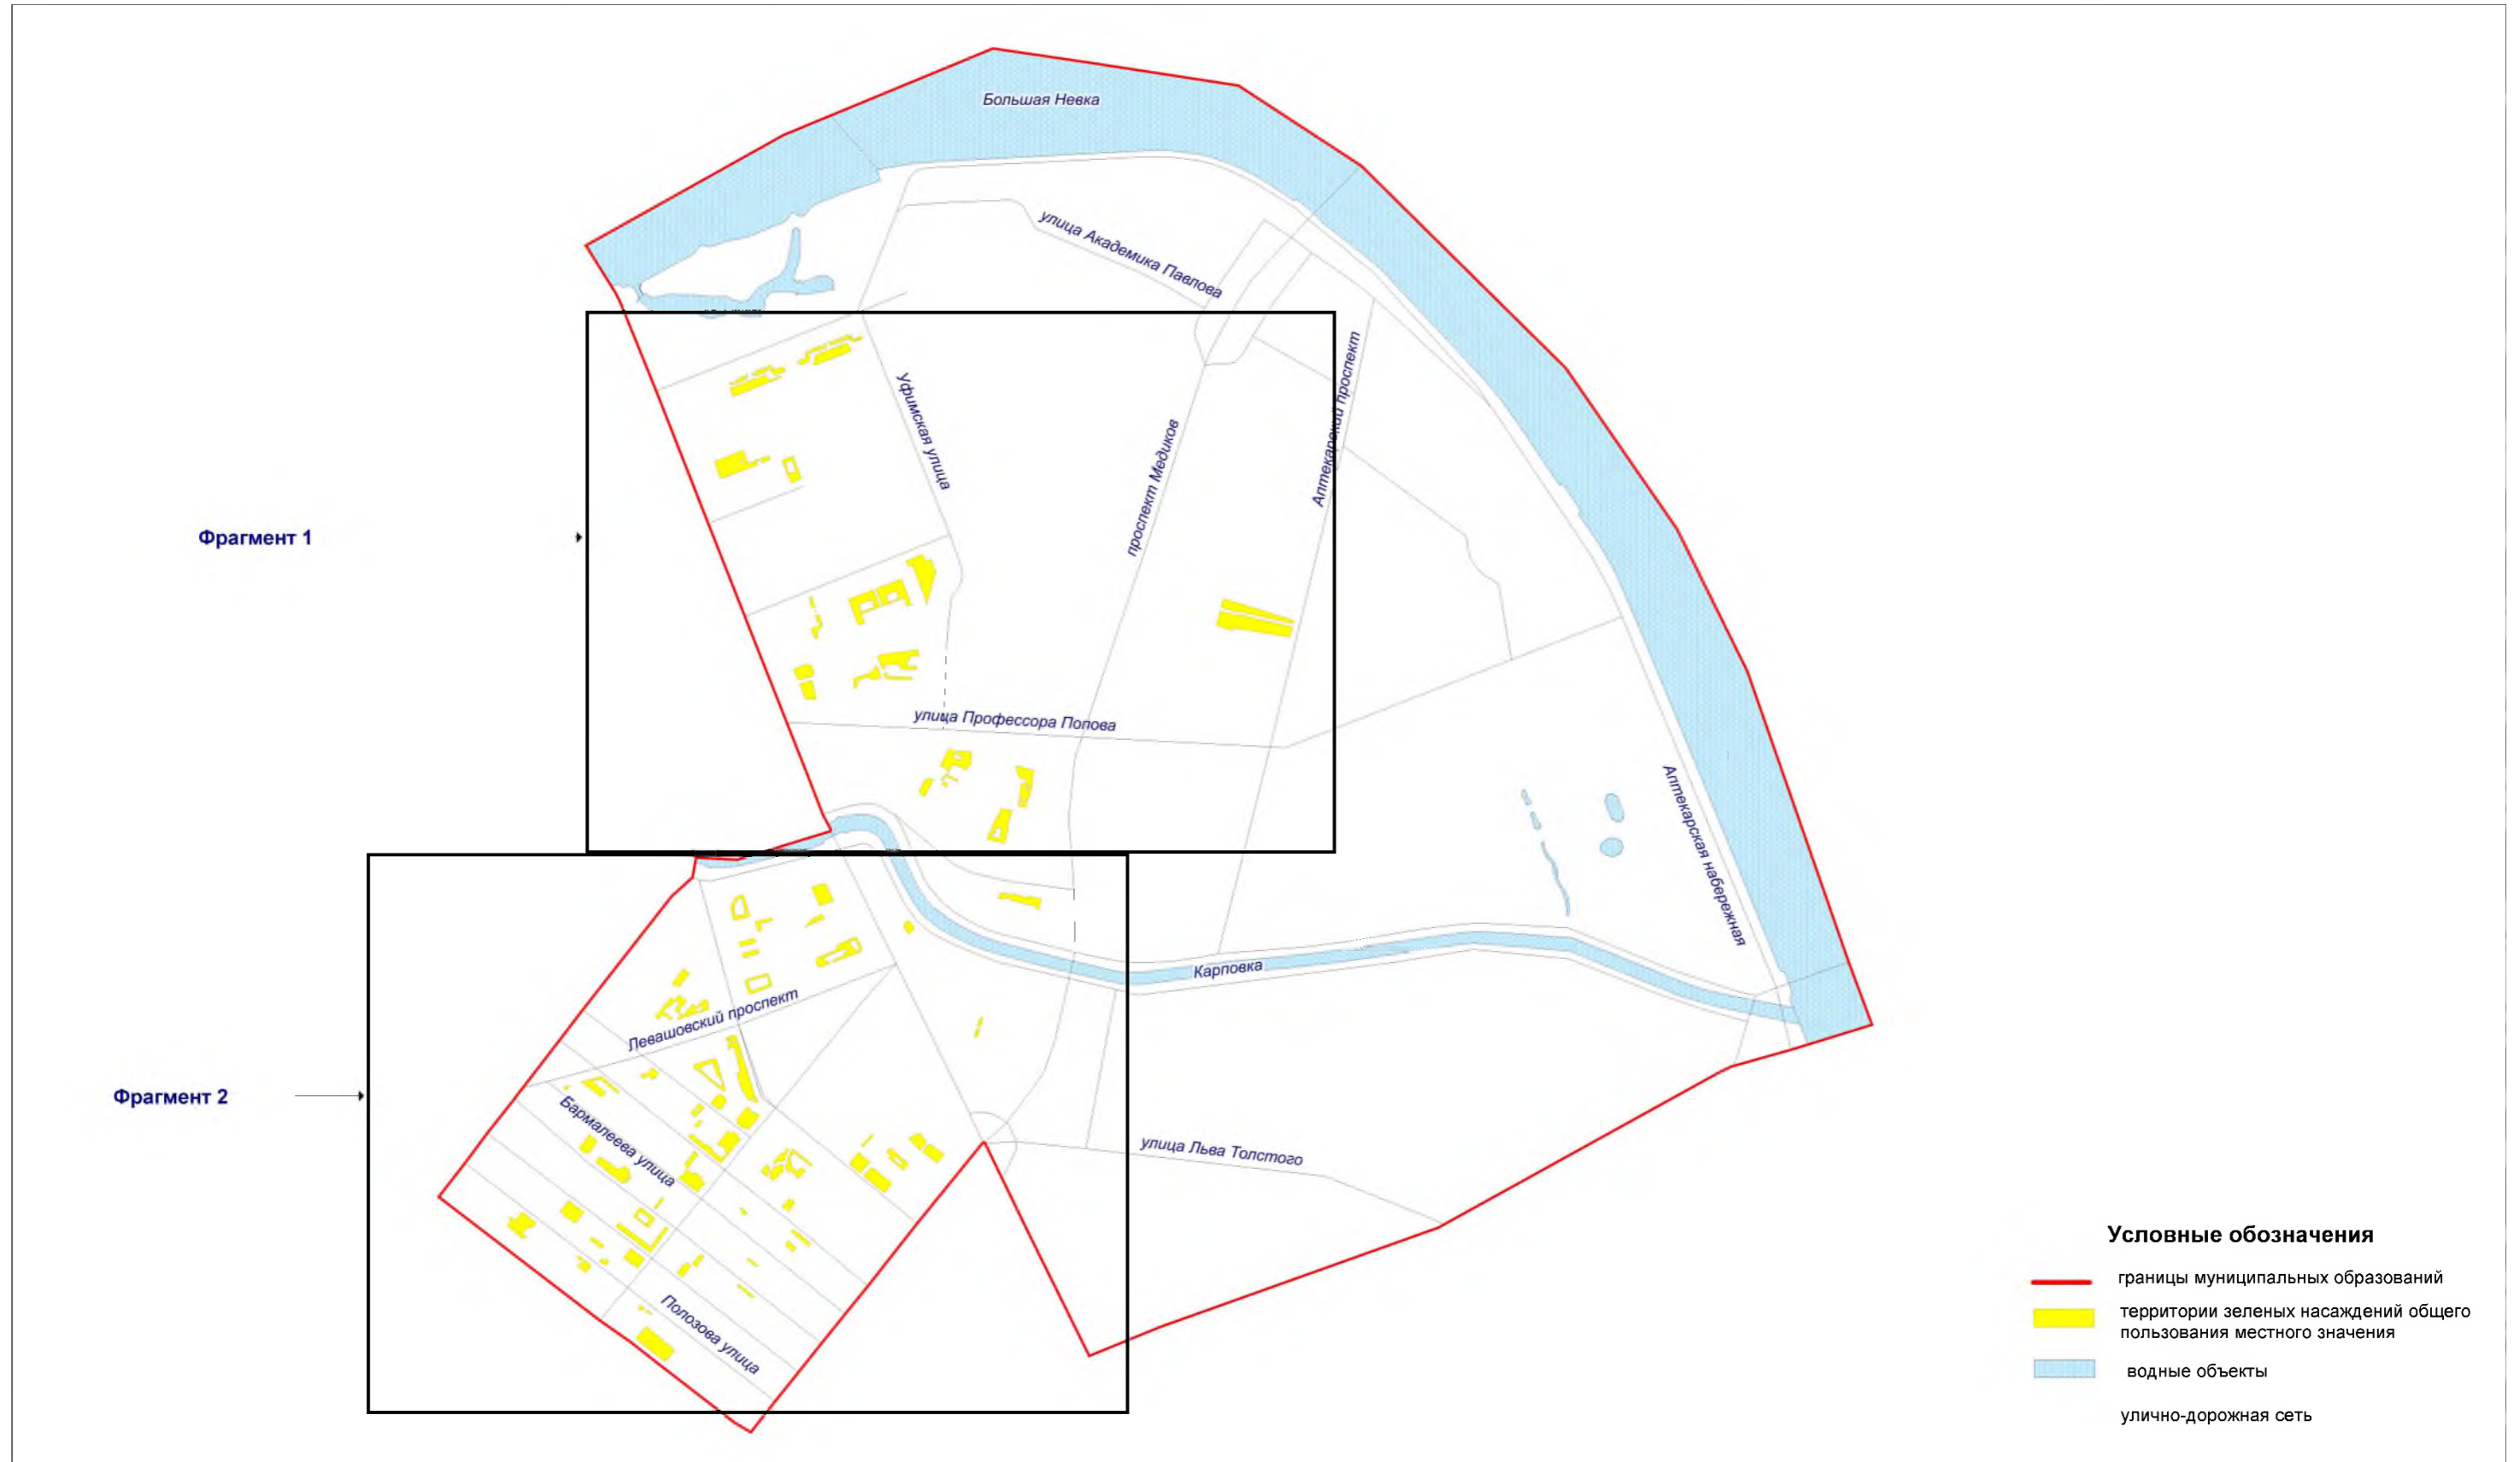 Большая Невка
улица Академика Павлова
Уфимская улица
Аптекарский проспект
проспект Медиков
Фрагмент 1
улица Профессора Попова
Аптекарская набережная
Карповка
Левашовский проспект
Фрагмент 2
Бармалеева улица
улица Льва Толстого
Полозова улица
Условные обозначения
границы муниципальных образований
территории зеленых насаждений общего
пользования местного значения
водные объекты
улично-дорожная сеть